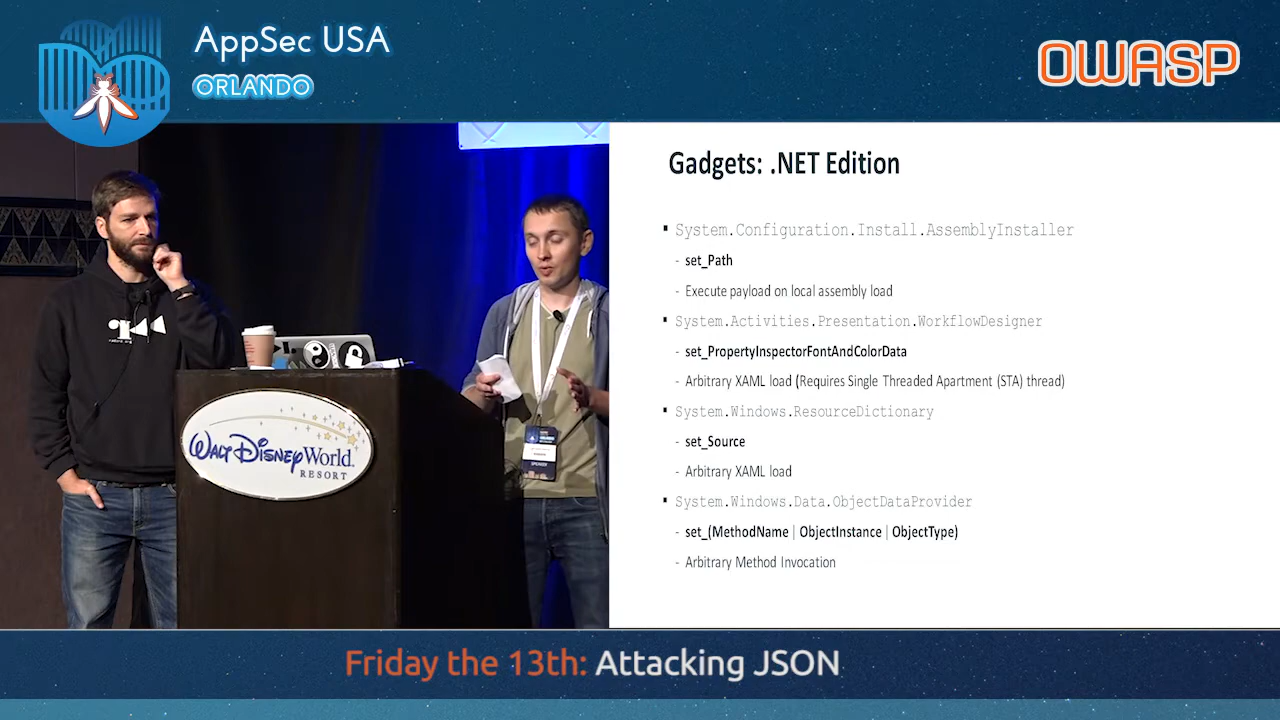 AppSec USA
ORLANDO
OWASP
Gadgets: .NET Edition
▪ System.Configuration.Install.AssemblyInstaller
- set_Path
- Execute payload on local assembly load
▪ System.Activities.Presentation.WorkflowDesigner
- set_PropertyInspectorFontAndColorData
- Arbitrary XAML load (Requires Single Threaded Apartment (STA) thread)
▪ System.Windows.ResourceDictionary
- set_Source
- Arbitrary XAML load
▪ System.Windows.Data.ObjectDataProvider
- set_(MethodName | ObjectInstance | ObjectType)
- Arbitrary Method Invocation
WALT DISNEY World.
RESORT
ORLANDO
SPEAKER
Friday the 13th: Attacking JSON